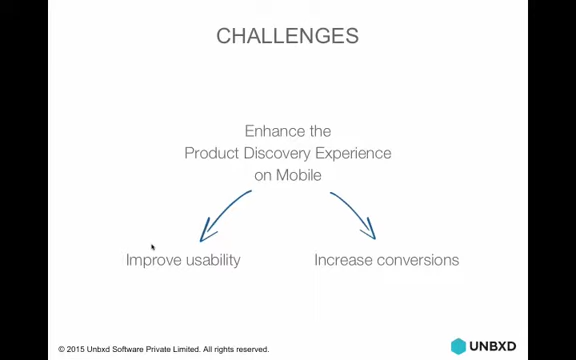 CHALLENGES
Enhance the
Product Discovery Experience
on Mobile
Improve usability
Increase conversions
© 2015 Unbxd Software Private Limited. All rights reserved.
UNBXD